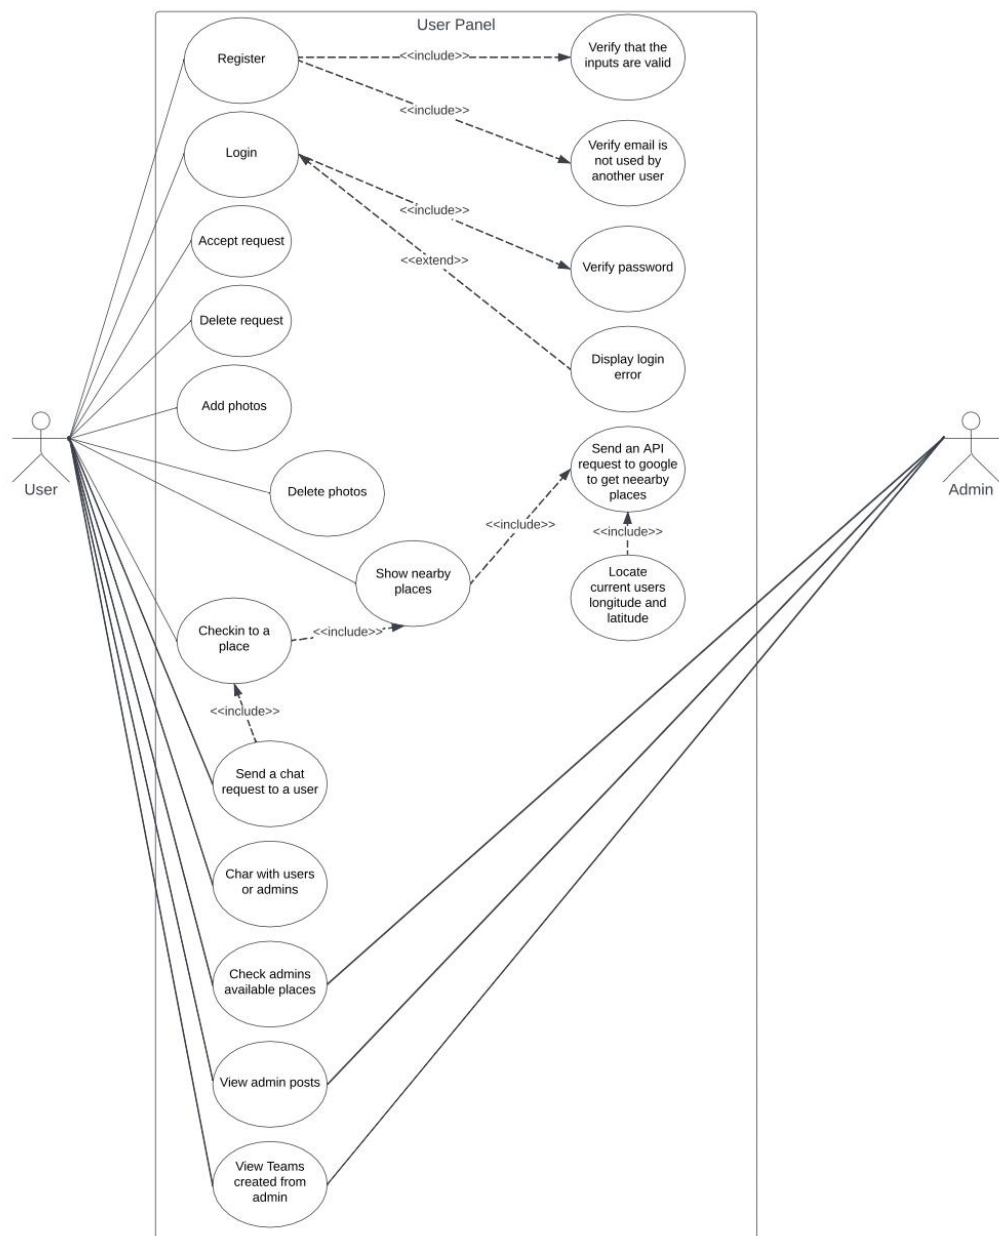 User Panel
Register
<<include>>
Verify that the
inputs are valid
<<include>>
Login
Verify email is
not used by
another user
<<include>>
Accept request
<<extend>>
Verify password
Delete request
Display login
error
Add photos
User
Send an API
request to google
to get neearby
places
Admin
Delete photos
<<include>>
<<include>>
Show nearby
places
Locate
current users
longitude and
latitude
Checkin to a
place
<<include>>
<<include>>
Send a chat
request to a user
Char with users
or admins
Check admins
available places
View admin posts
View Teams
created from
admin